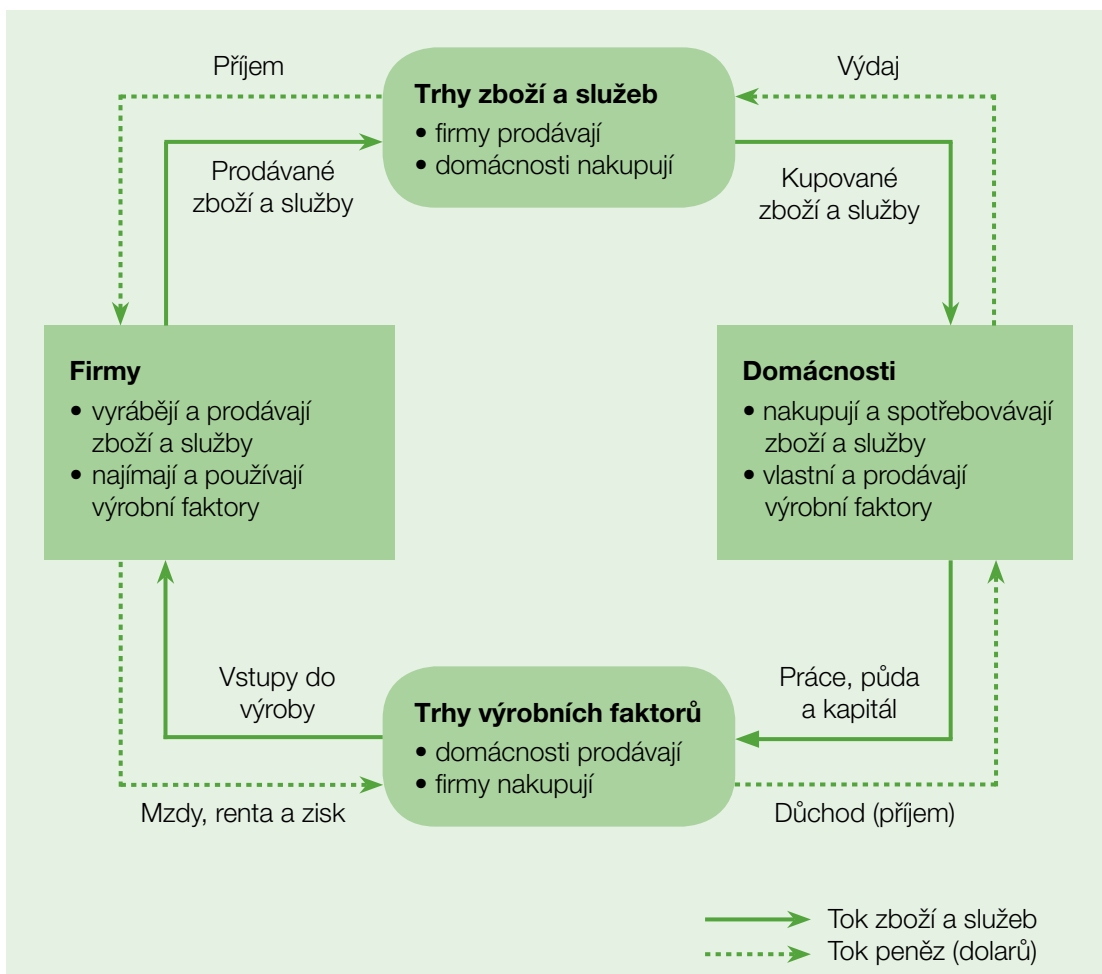 Příjem
Výdaj
Trhy zboží a služeb
• firmy prodávají
• domácnosti nakupují
Prodávané
zboží a služby
Kupované
zboží a služby
Firmy
• vyrábějí a prodávají
zboží a služby
• najímají a používají
výrobní faktory
Domácnosti
• nakupují a spotřebovávají
zboží a služby
• vlastní a prodávají
výrobní faktory
Vstupy do
výroby
Práce, půda
a kapitál
Trhy výrobních faktorů
• domácnosti prodávají
• firmy nakupují
Mzdy, renta a zisk
Důchod (příjem)
Tok zboží a služeb
Tok peněz (dolarů)